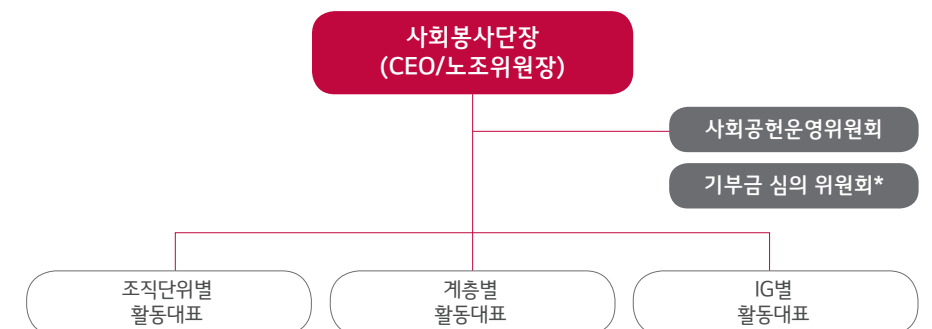 사회봉사단장
(CEO/노조위원장)
사회공헌운영위원회
기부금 심의 위원회*
조직단위별
활동대표
계층별
활동대표
IG별
활동대표